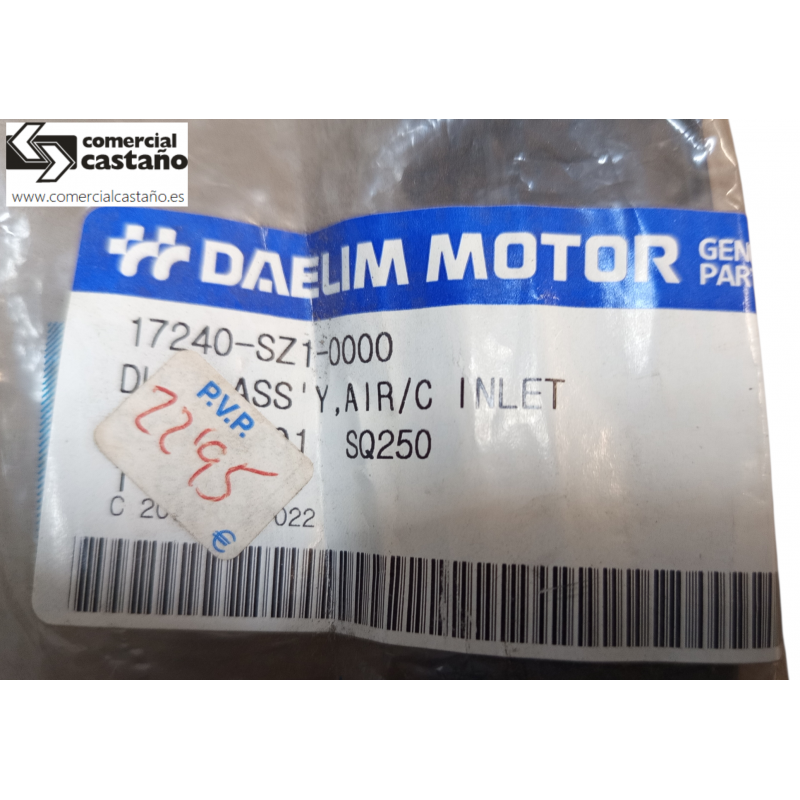 comercial
castaño
www.comercialcastaño.es
DAELIM MOTOR
17240-SZ1-0000
ASS'Y,AIR/C INLET
SQ250
C 022
P.V.P.
22'95
€